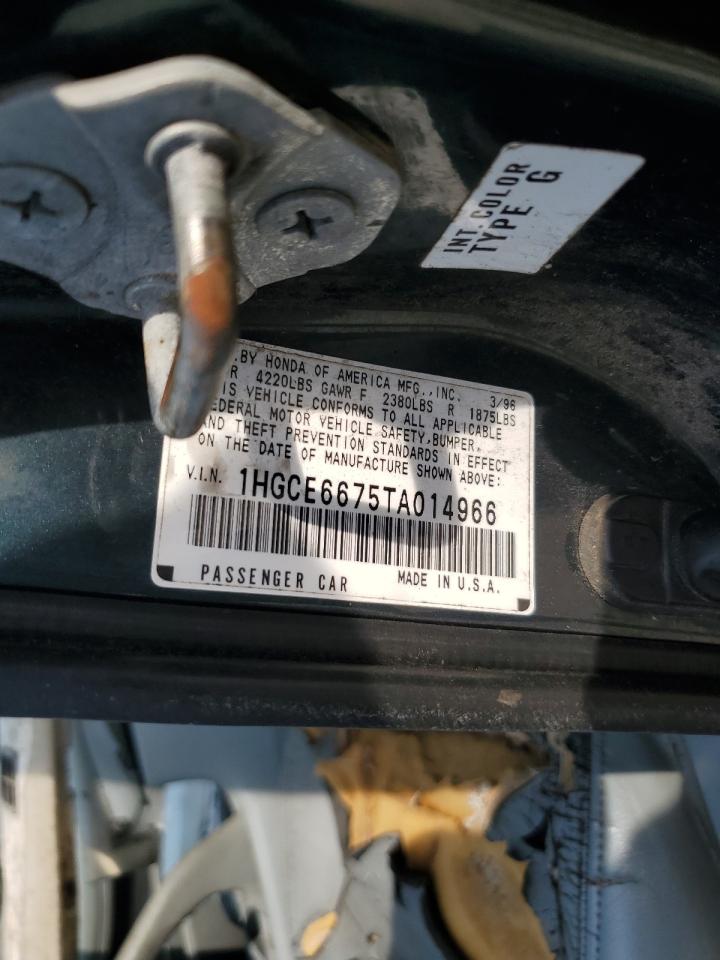 INT. COLOR
TYPE G
.BY HONDA OF AMERICA MFG., INC. 3/96
R 4220LBS GAWR F 2380LBS R 1875LBS
IS VEHICLE CONFORMS TO ALL APPLICABLE
FEDERAL MOTOR VEHICLE SAFETY, BUMPER,
AND THEFT PREVENTION STANDARDS IN EFFECT
ON THE DATE OF MANUFACTURE SHOWN ABOVE:
V.I.N. 1HGCE6675TA014966
PASSENGER CAR MADE IN U.S.A.